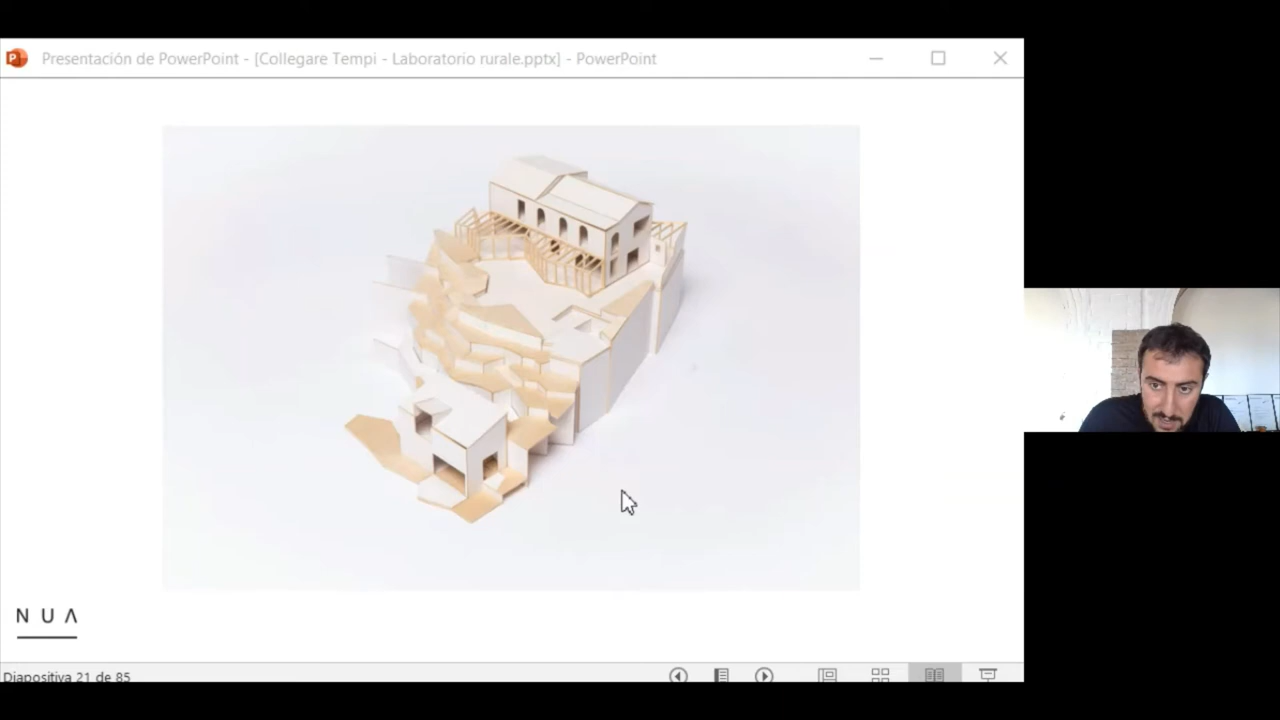 Presentación de PowerPoint - [Collegare Tempi - Laboratorio rurale.pptx] - PowerPoint
N U Λ
Diapositiva 21 de 85